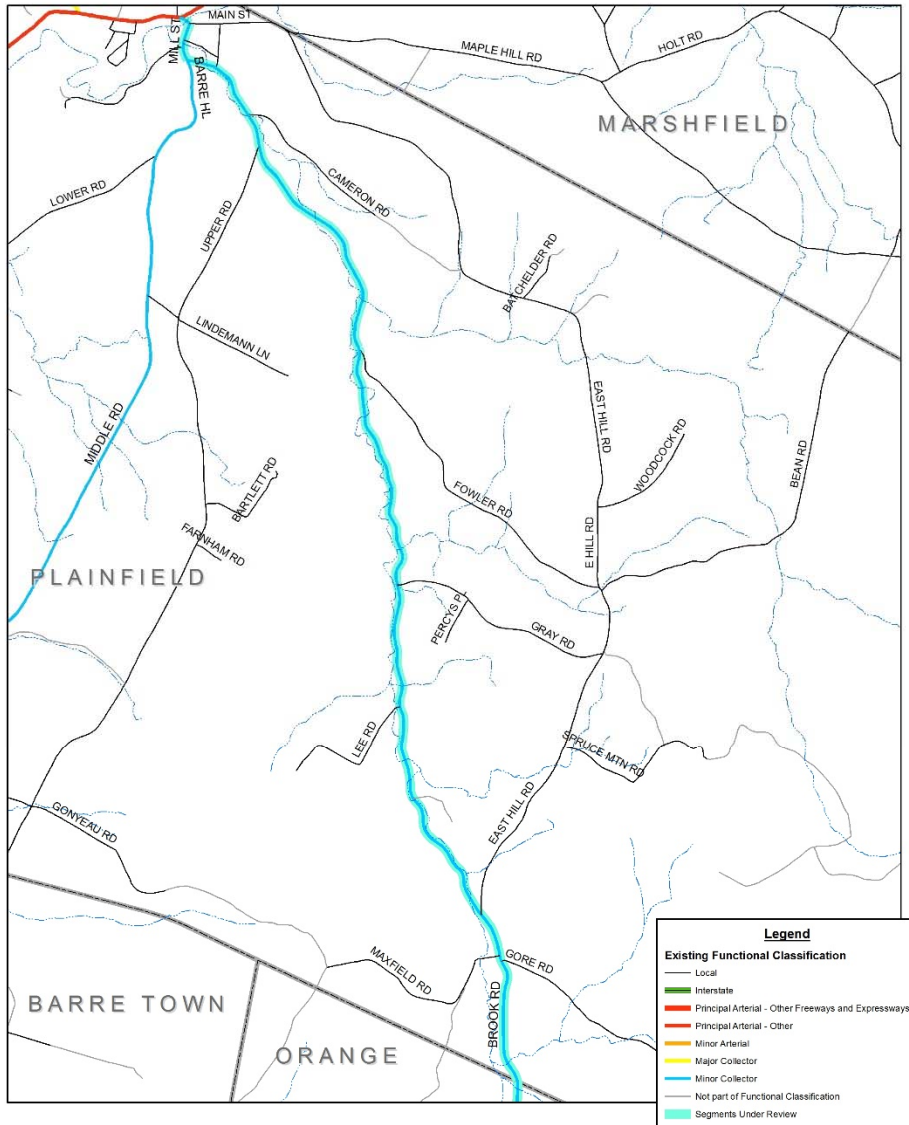 MAIN ST
MILL ST
BARRE HL
MAPLE HILL RD
HOLT RD
MARSHFIELD
LOWER RD
UPPER RD
CAMERON RD
BATCHELDER RD
LINDEMANN LN
MIDDLE RD
EAST HILL RD
WOODCOCK RD
BEAN RD
BARTLETT RD
FOWLER RD
FARNHAM RD
E HILL RD
PLAINFIELD
PERCYS PL
GRAY RD
LEE RD
SPRUCE MTN RD
EAST HILL RD
GONYEAU RD
MAXFIELD RD
GORE RD
BROOK RD
BARRE TOWN
ORANGE
Legend
Existing Functional Classification
Local
Interstate
Principal Arterial - Other Freeways and Expressways
Principal Arterial - Other
Minor Arterial
Major Collector
Minor Collector
Not part of Functional Classification
Segments Under Review